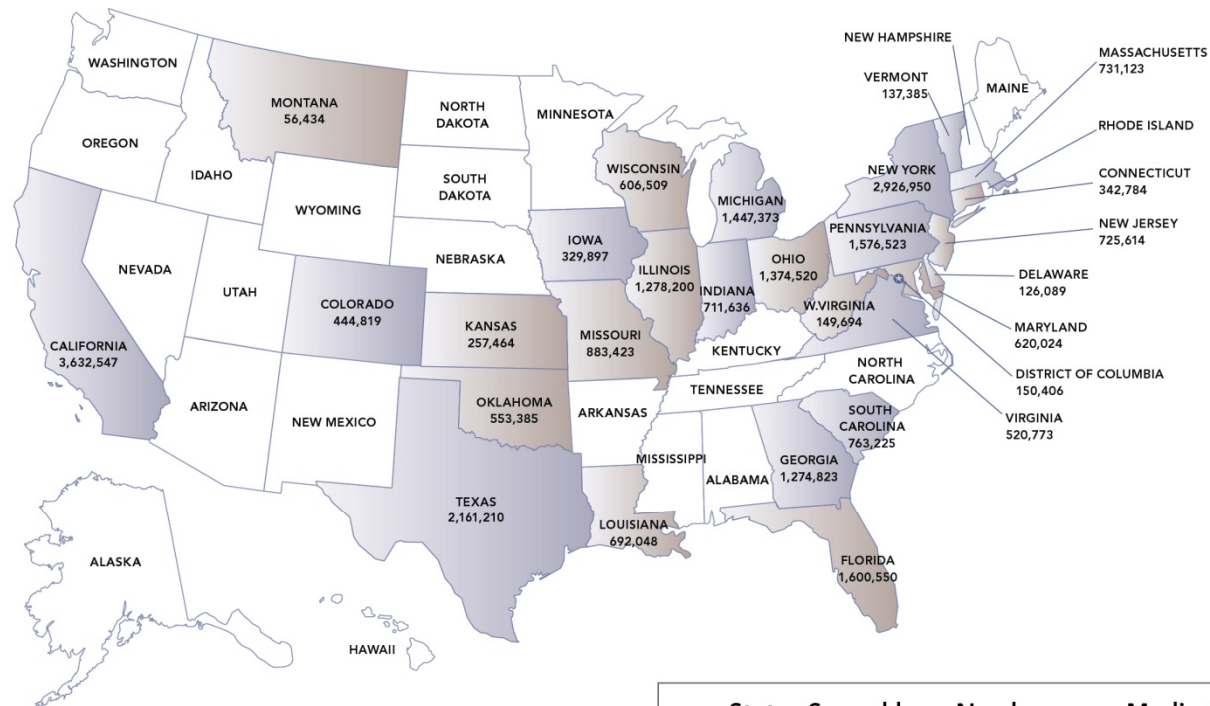 WASHINGTON
OREGON
CALIFORNIA
3,632,547
NEVADA
IDAHO
MONTANA
56,434
WYOMING
UTAH
COLORADO
444,819
ARIZONA
NEW MEXICO
NORTH
DAKOTA
SOUTH
DAKOTA
NEBRASKA
KANSAS
257,464
OKLAHOMA
553,385
TEXAS
2,161,210
MINNESOTA
IOWA
329,897
MISSOURI
883,423
ARKANSAS
LOUISIANA
692,048
WISCONSIN
606,509
ILLINOIS
1,278,200
MICHIGAN
1,447,373
INDIANA
711,636
OHIO
1,374,520
KENTUCKY
TENNESSEE
MISSISSIPPI
ALABAMA
GEORGIA
1,274,823
FLORIDA
1,600,550
SOUTH
CAROLINA
763,225
NORTH
CAROLINA
W.VIRGINIA
149,694
PENNSYLVANIA
1,576,523
NEW YORK
2,926,950
NEW HAMPSHIRE
VERMONT
137,385
MAINE
MASSACHUSETTS
731,123
RHODE ISLAND
CONNECTICUT
342,784
NEW JERSEY
725,614
DELAWARE
126,089
MARYLAND
620,024
DISTRICT OF COLUMBIA
150,406
VIRGINIA
520,773
ALASKA
HAWAII